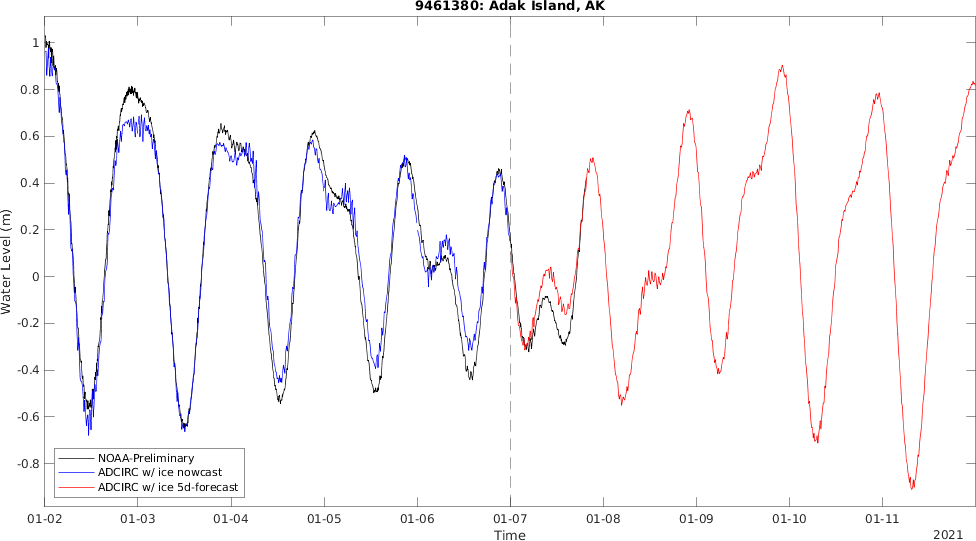 9461380: Adak Island, AK
Water Level (m)
1
0.8
0.6
0.4
0.2
0
-0.2
-0.4
-0.6
-0.8
NOAA-Preliminary
ADCIRC w/ ice nowcast
ADCIRC w/ ice 5d-forecast
01-02 01-03 01-04 01-05 01-06 01-07 01-08 01-09 01-10 01-11
Time
2021